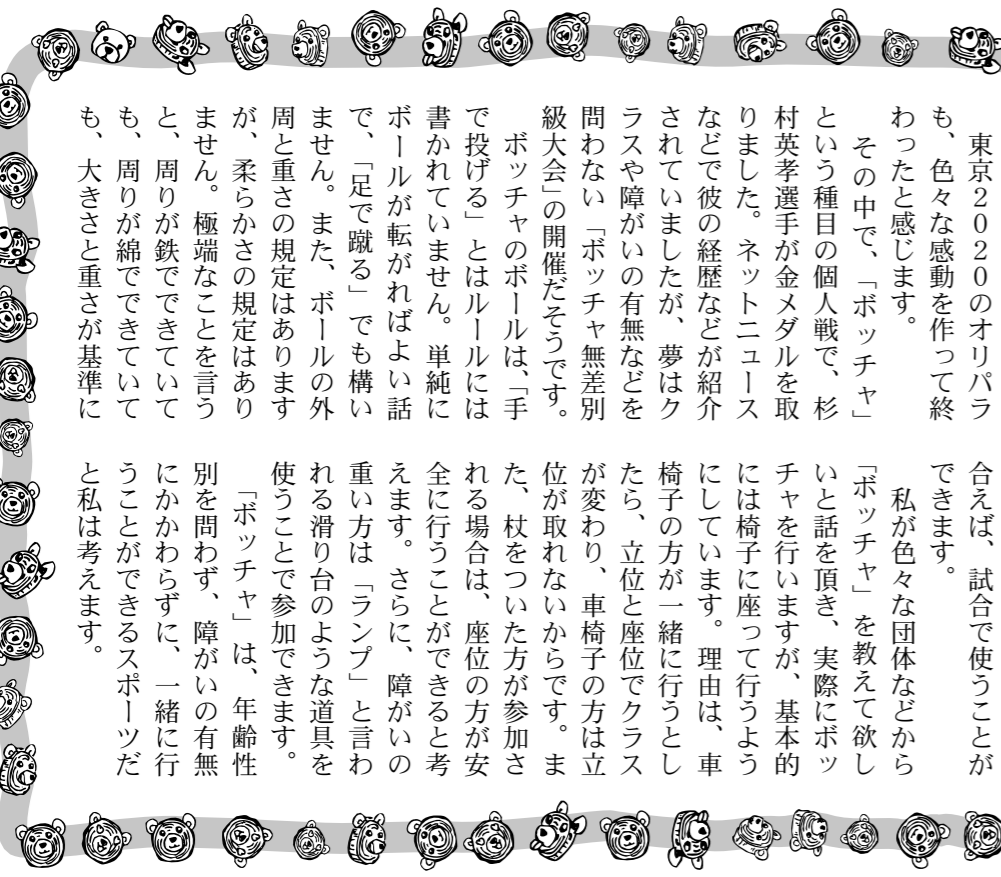 東京２０２０のオリパラ
も、色々な感動を作って終
わったと感じます。
その中で、「ボッチャ」
という種目の個人戦で、杉
村英孝選手が金メダルを取
りました。ネットニュース
などで彼の経歴などが紹介
されていましたが、夢はク
ラスや障がいの有無などを
問わない「ボッチャ無差別
級大会」の開催だそうです。
ボッチャのボールは、「手
で投げる」とはルールには
書かれていません。単純に
ボールが転がればよい話
で、「足で蹴る」でも構い
ません。また、ボールの外
周と重さの規定はあります
が、柔らかさの規定はあり
ません。極端なことを言う
と、周りが鉄でできていて
も、周りが綿でできていて
も、大きさと重さが基準に
合えば、試合で使うことが
できます。
私が色々な団体などから
「ボッチャ」を教えて欲し
いと話を頂き、実際にボッ
チャを行いますが、基本的
には椅子に座って行うよう
にしています。理由は、車
椅子の方が一緒に行うとし
たら、立位と座位でクラス
が変わり、車椅子の方は立
位が取れないからです。ま
た、杖をついた方が参加さ
れる場合は、座位の方が安
全に行うことができると考
えます。さらに、障がいの
重い方は「ランプ」と言わ
れる滑り台のような道具を
使うことで参加できます。
「ボッチャ」は、年齢性
別を問わず、障がいの有無
にかかわらずに、一緒に行
うことができるスポーツだ
と私は考えます。